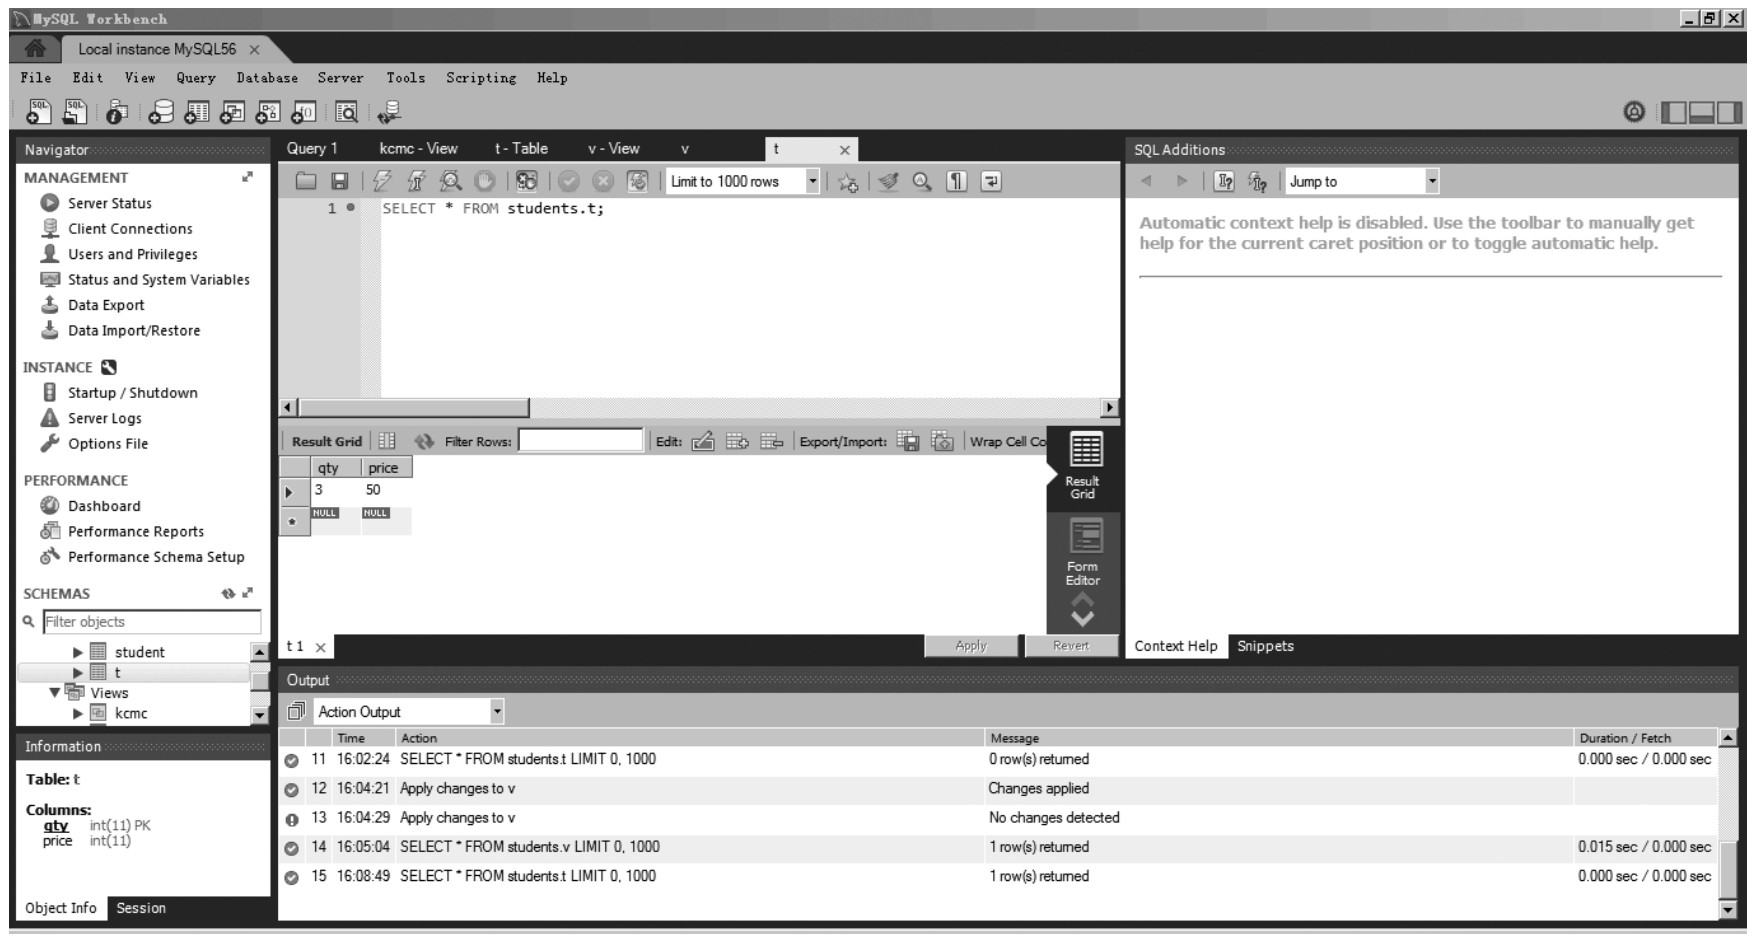 MySQL Workbench
Local instance MySQL56
File Edit View Query Database Server Tools Scripting Help
Navigator
MANAGEMENT
Server Status
Client Connections
Users and Privileges
Status and System Variables
Data Export
Data Import/Restore
INSTANCE
Startup / Shutdown
Server Logs
Options File
PERFORMANCE
Dashboard
Performance Reports
Performance Schema Setup
SCHEMAS
Filter objects
student
t
Views
kcmc
Information
Table: t
Columns:
qty int(11) PK
price int(11)
Object Info Session
Query 1 kcmc - View t - Table v - View v t
Limit to 1000 rows
1 SELECT * FROM students.t;
Result Grid Filter Rows: Edit: Export/Import: Wrap Cell Co
qty price
3 50
NULL NULL
Result
Grid
Form
Editor
t 1 Apply Revert
SQL Additions
Jump to
Automatic context help is disabled. Use the toolbar to manually get
help for the current caret position or to toggle automatic help.
Context Help Snippets
Output
Action Output
Time Action Message Duration / Fetch
11 16:02:24 SELECT * FROM students.t LIMIT 0, 1000 0 row(s) returned 0.000 sec / 0.000 sec
12 16:04:21 Apply changes to v Changes applied
13 16:04:29 Apply changes to v No changes detected
14 16:05:04 SELECT * FROM students.v LIMIT 0, 1000 1 row(s) returned 0.015 sec / 0.000 sec
15 16:08:49 SELECT * FROM students.t LIMIT 0, 1000 1 row(s) returned 0.000 sec / 0.000 sec